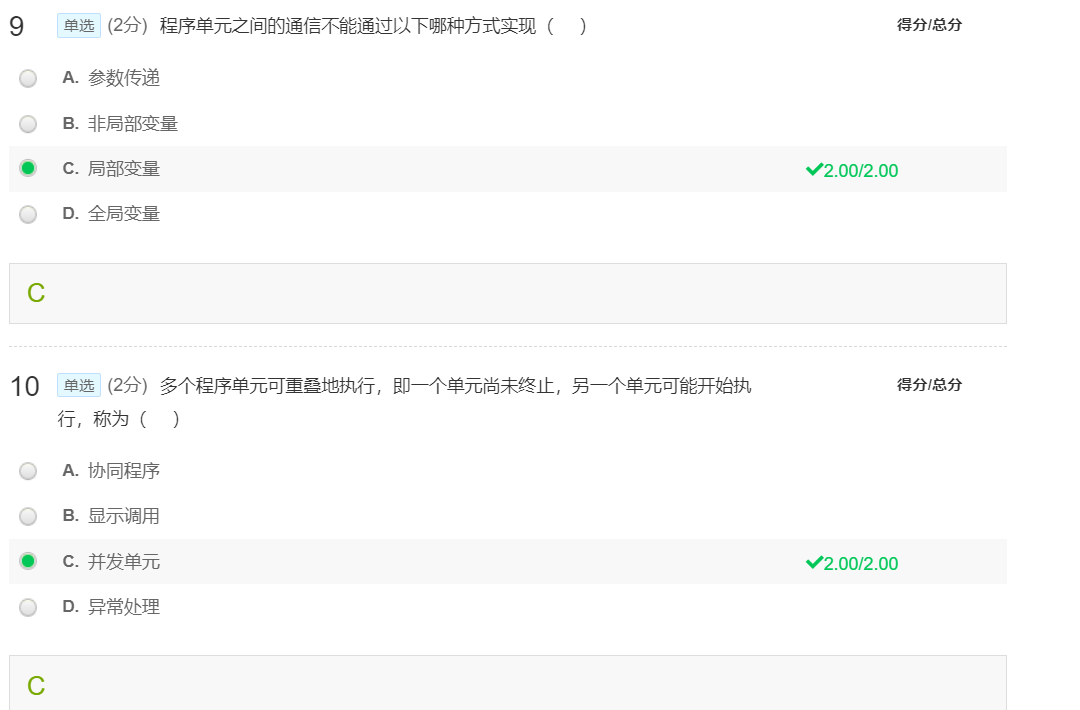 9 单选 (2分) 程序单元之间的通信不能通过以下哪种方式实现（ ） 得分/总分
A. 参数传递
B. 非局部变量
C. 局部变量 2.00/2.00
D. 全局变量
C
10 单选 (2分) 多个程序单元可重叠地执行，即一个单元尚未终止，另一个单元可能开始执 得分/总分
行，称为（ ）
A. 协同程序
B. 显示调用
C. 并发单元 2.00/2.00
D. 异常处理
C